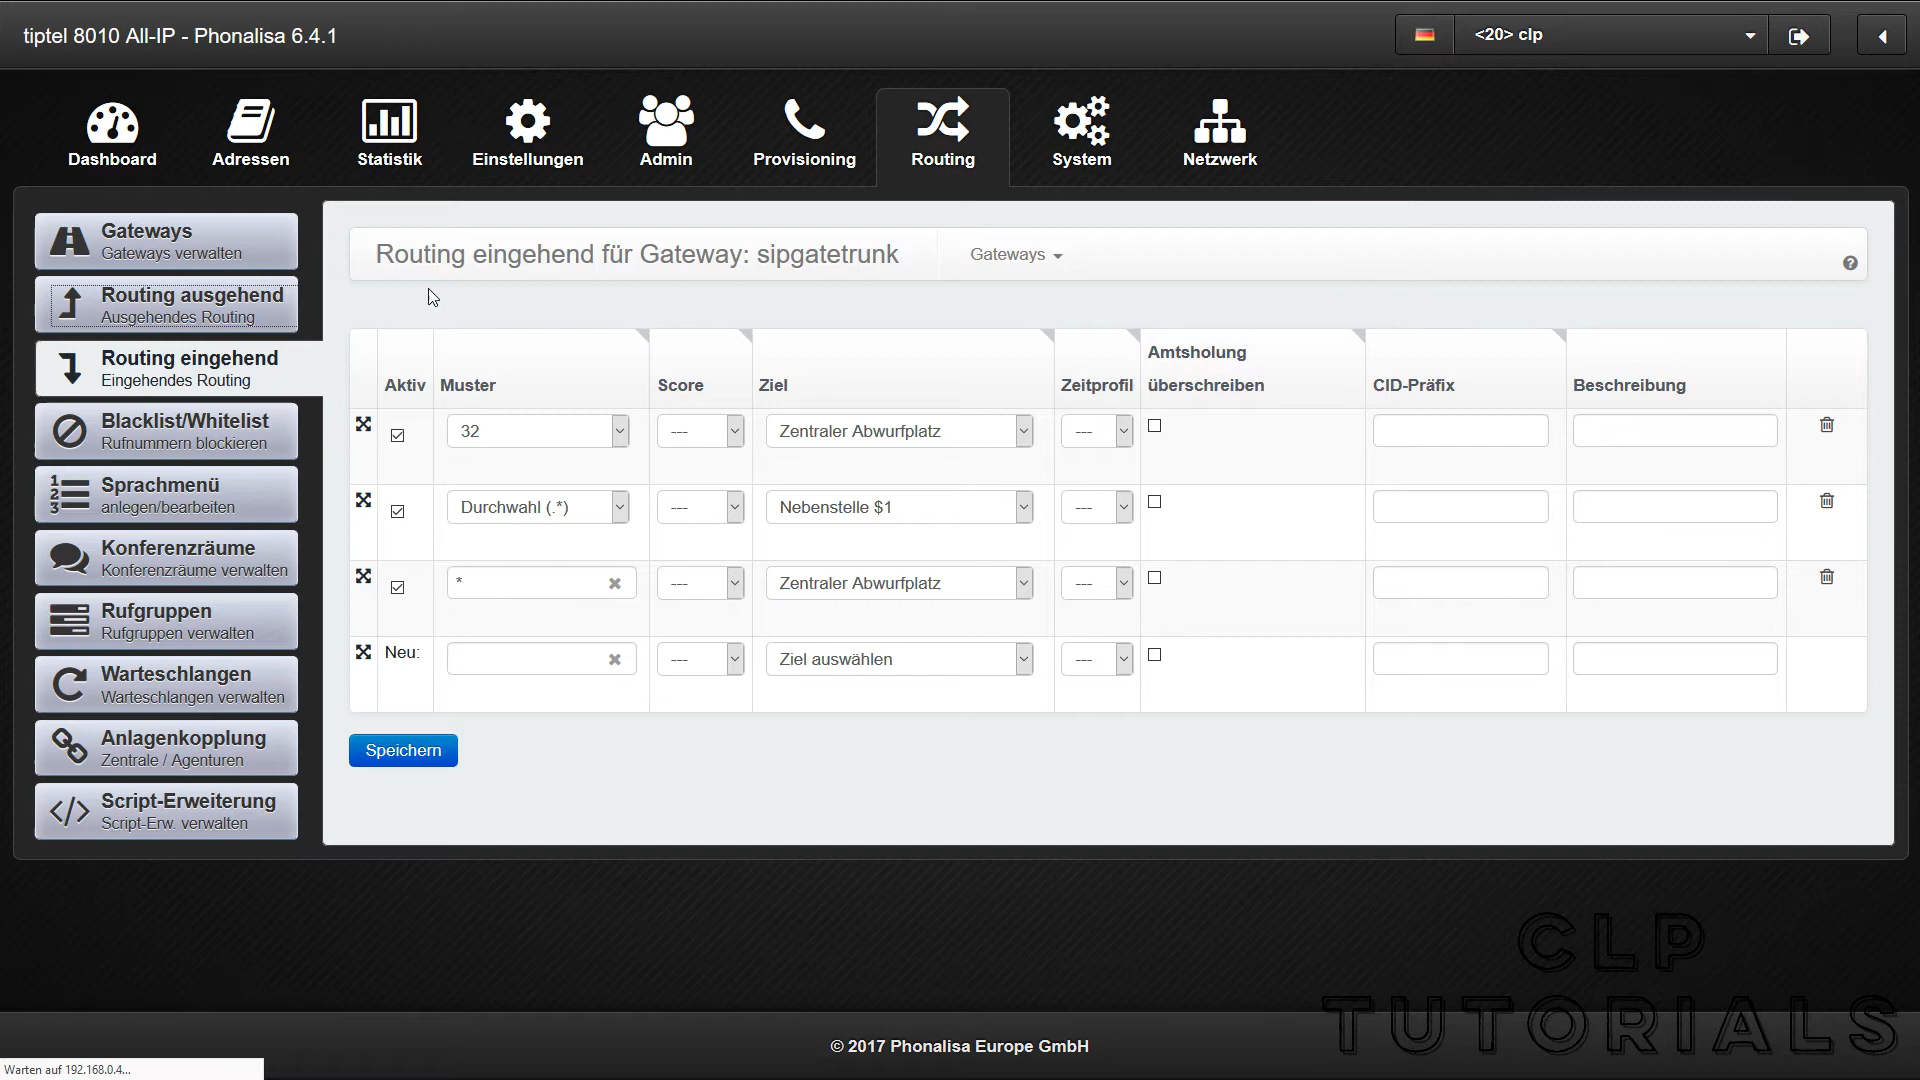 tiptel 8010 All-IP - Phonalisa 6.4.1
<20> clp
Dashboard
Adressen
Statistik
Einstellungen
Admin
Provisioning
Routing
System
Netzwerk
Gateways
Gateways verwalten
Routing ausgehend
Ausgehendes Routing
Routing eingehend
Eingehendes Routing
Blacklist/Whitelist
Rufnummern blockieren
1
2
3
Sprachmenü
anlegen/bearbeiten
Konferenzräume
Konferenzräume verwalten
Rufgruppen
Rufgruppen verwalten
Warteschlangen
Warteschlangen verwalten
Anlagenkopplung
Zentrale / Agenturen
Script-Erweiterung
Script-Erw. verwalten
Routing eingehend für Gateway: sipgatetrunk
Gateways
Aktiv Muster Score Ziel Zeitprofil Amtsholung überschreiben CID-Präfix Beschreibung
32 --- Zentraler Abwurfplatz ---
Durchwahl (.*) --- Nebenstelle $1 ---
* --- Zentraler Abwurfplatz ---
Neu: --- Ziel auswählen ---
Speichern
© 2017 Phonalisa Europe GmbH
CLP
TUTORIALS
Warten auf 192.168.0.4...